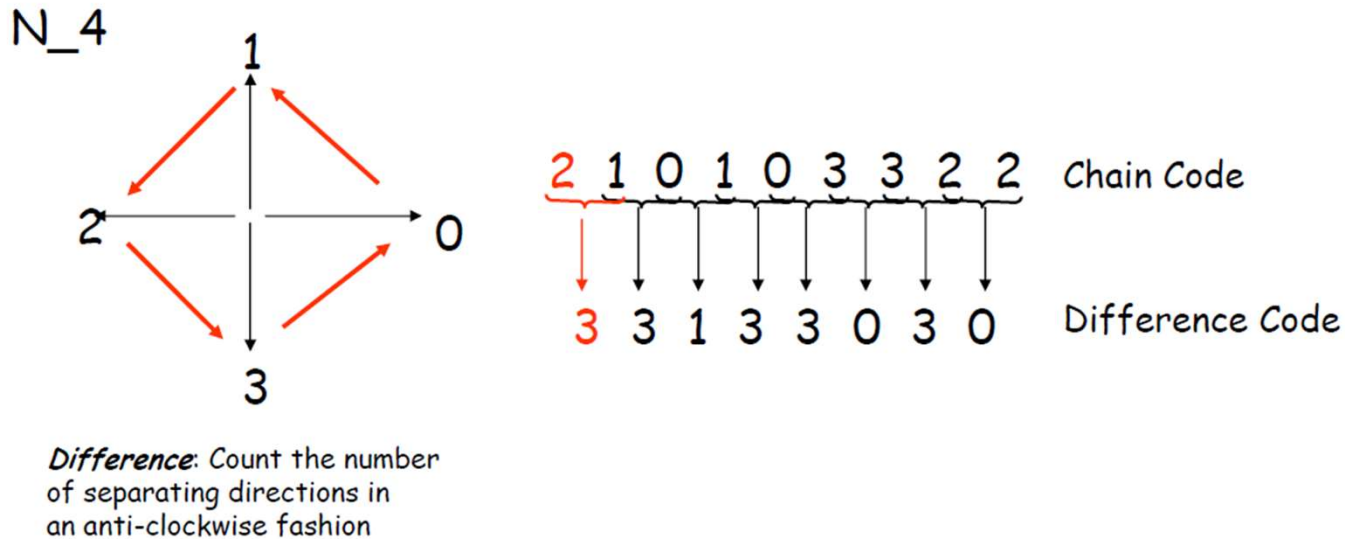 N_4
1
2
0
3
2 1 0 1 0 3 3 2 2 Chain Code
3 3 1 3 3 0 3 0 Difference Code
Difference: Count the number
of separating directions in
an anti-clockwise fashion